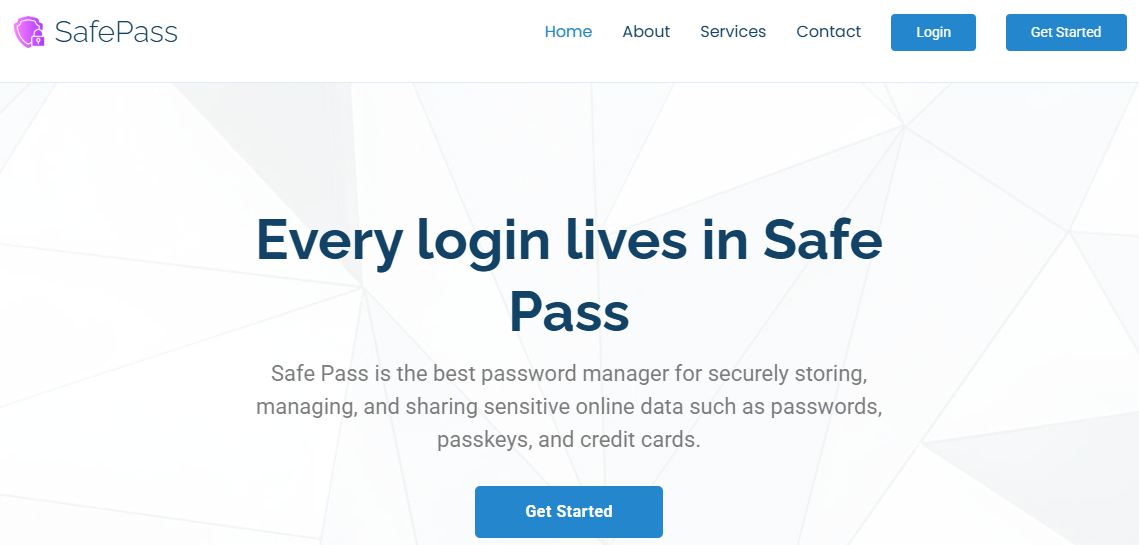 SafePass
Home About Services Contact Login Get Started
Every login lives in Safe
Pass
Safe Pass is the best password manager for securely storing,
managing, and sharing sensitive online data such as passwords,
passkeys, and credit cards.
Get Started